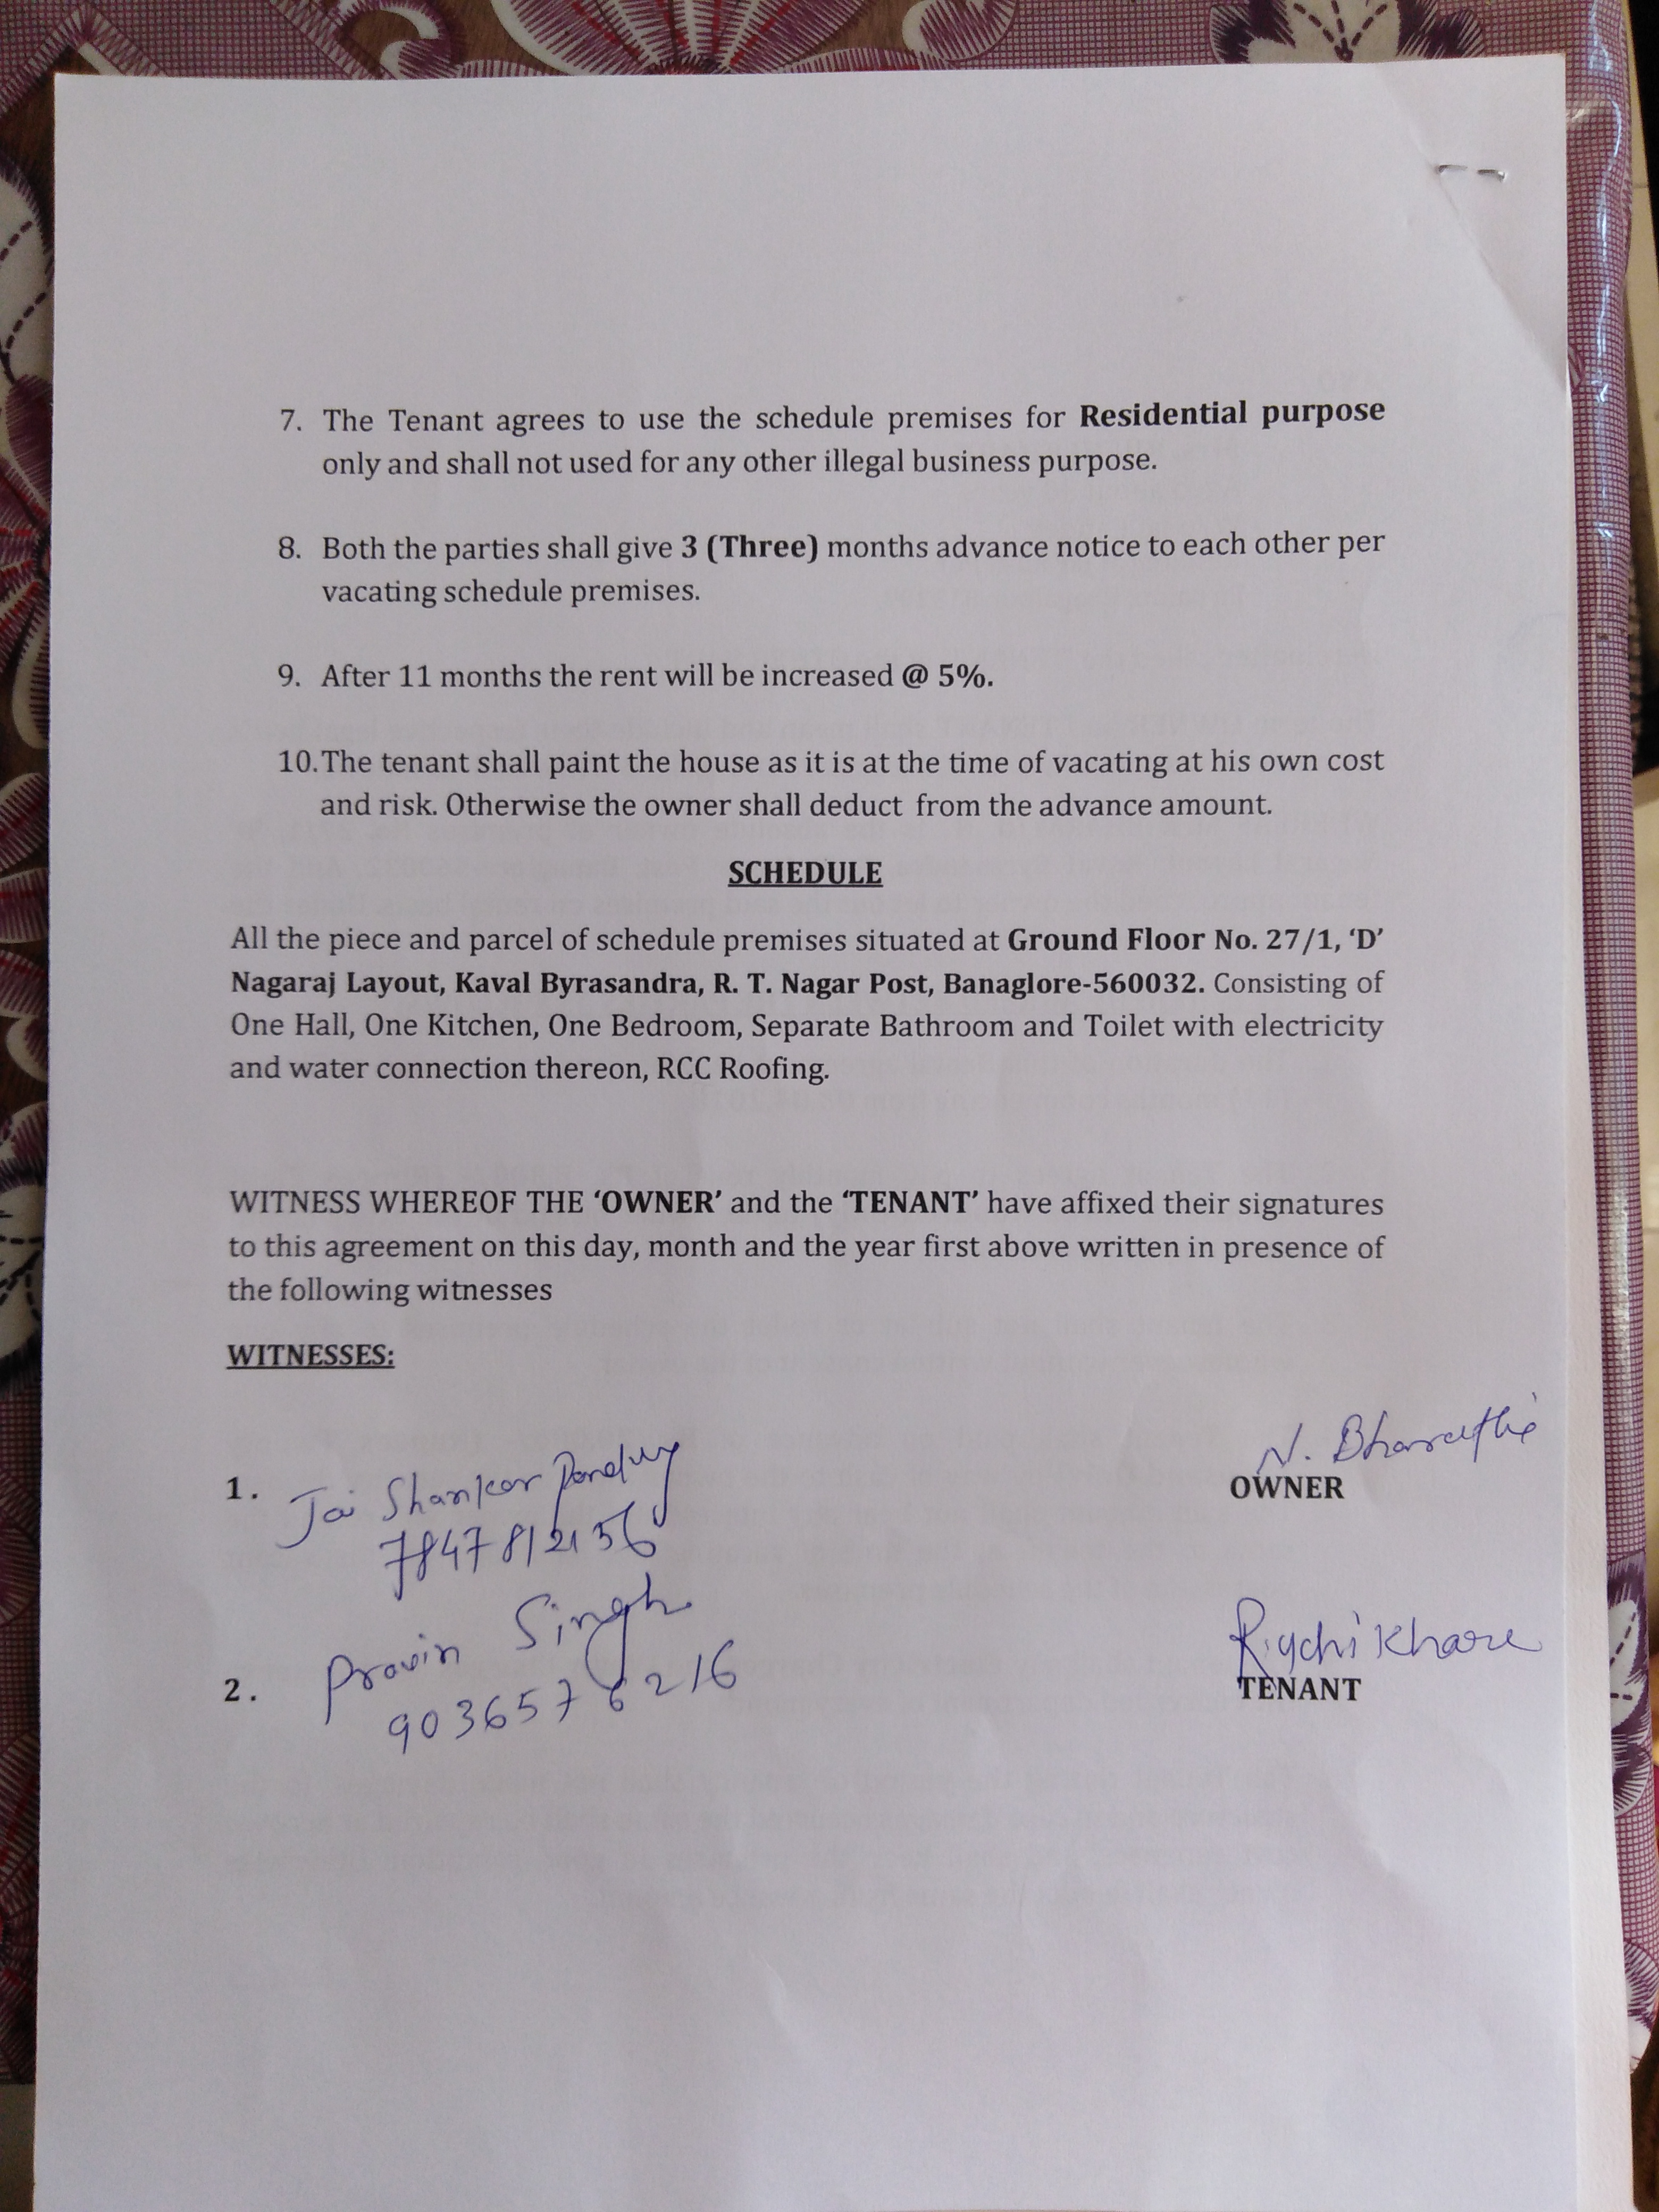 7. The Tenant agrees to use the schedule premises for Residential purpose
only and shall not used for any other illegal business purpose.
8. Both the parties shall give 3 (Three) months advance notice to each other per
vacating schedule premises.
9. After 11 months the rent will be increased @ 5%.
10.The tenant shall paint the house as it is at the time of vacating at his own cost
and risk. Otherwise the owner shall deduct from the advance amount.
SCHEDULE
All the piece and parcel of schedule premises situated at Ground Floor No. 27/1, ‘D’
Nagaraj Layout, Kaval Byrasandra, R. T. Nagar Post, Banaglore-560032. Consisting of
One Hall, One Kitchen, One Bedroom, Separate Bathroom and Toilet with electricity
and water connection thereon, RCC Roofing.
WITNESS WHEREOF THE ‘OWNER’ and the ‘TENANT’ have affixed their signatures
to this agreement on this day, month and the year first above written in presence of
the following witnesses
WITNESSES:
N. Bharathi
1. Jai Shankar Pandey
OWNER
7847812156
Pravin Singh
Ruchi Khare
2.
TENANT
9036576216